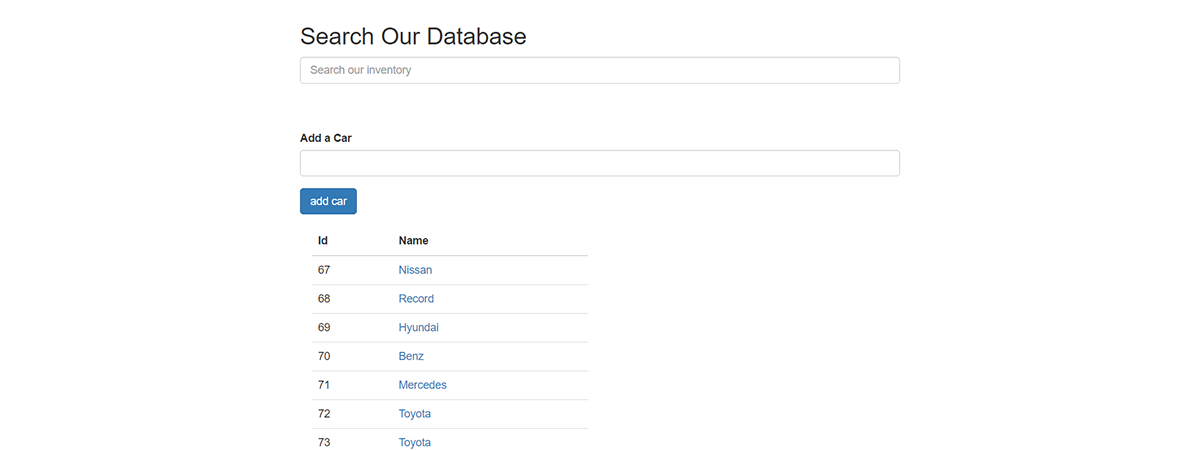 Search Our Database
Search our inventory
Add a Car
add car
Id Name
67 Nissan
68 Record
69 Hyundai
70 Benz
71 Mercedes
72 Toyota
73 Toyota